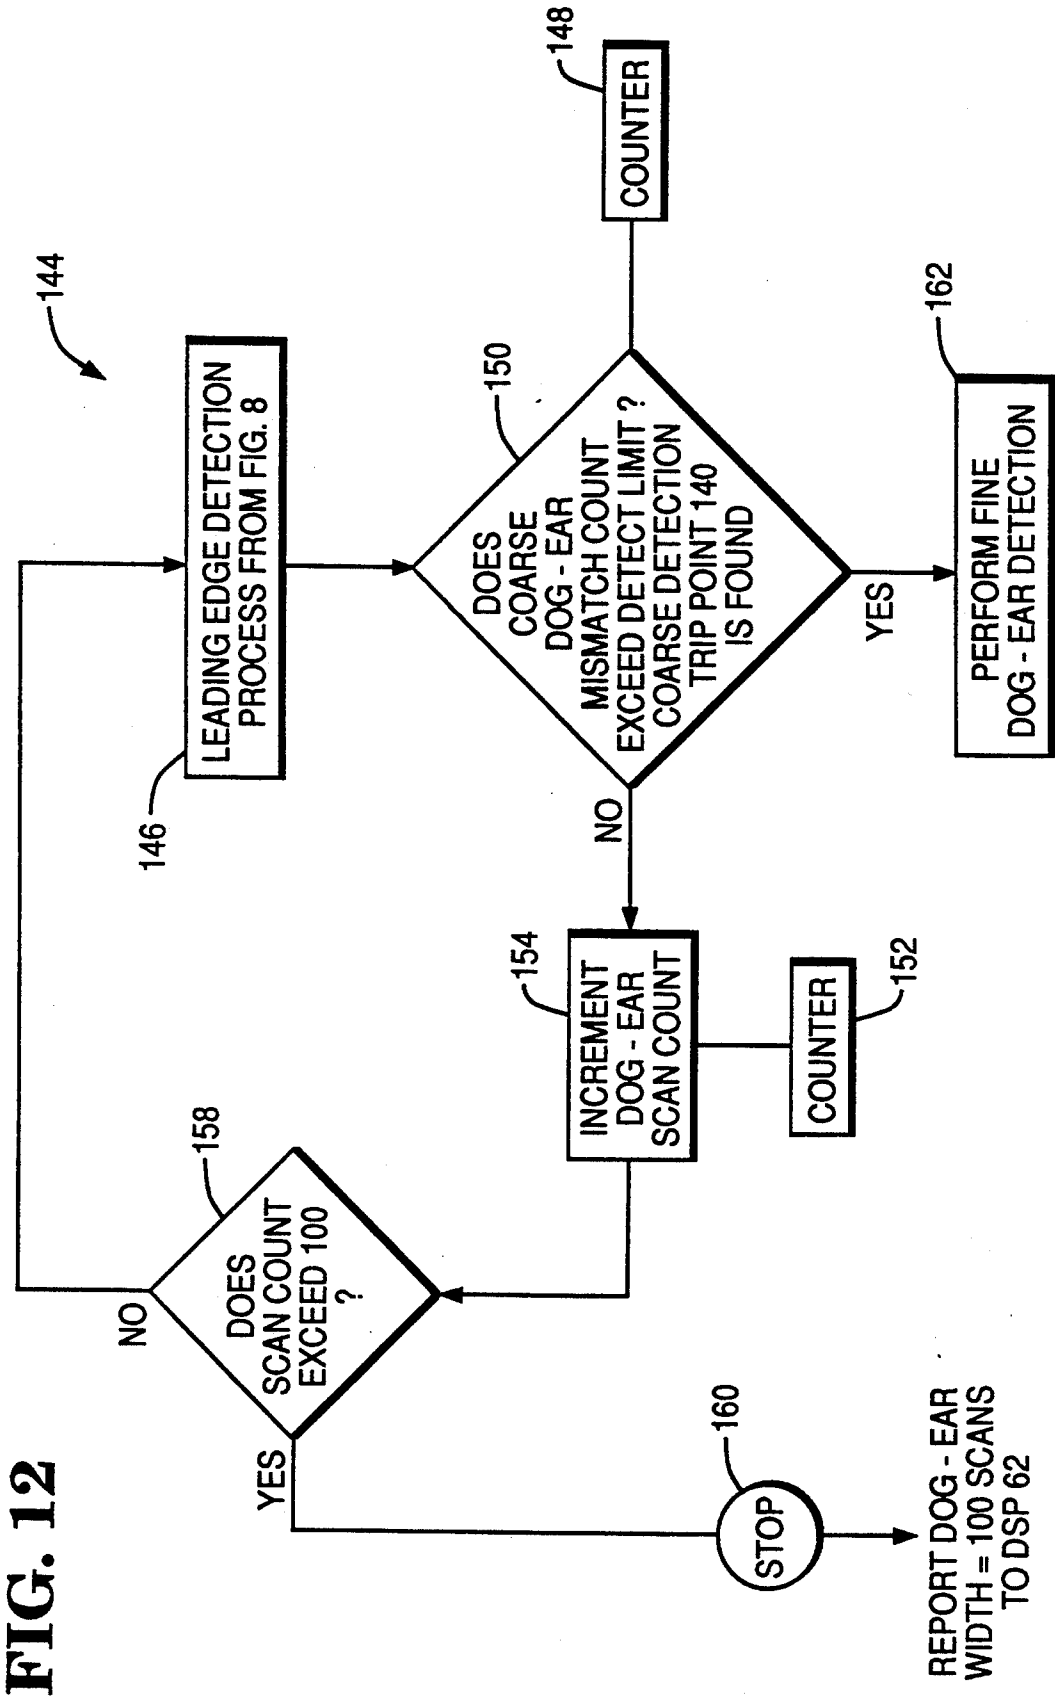 FIG. 12
144
146
LEADING EDGE DETECTION
PROCESS FROM FIG. 8
150
DOES
COARSE
DOG - EAR
MISMATCH COUNT
EXCEED DETECT LIMIT ?
COARSE DETECTION
TRIP POINT 140
IS FOUND
148
COUNTER
YES
162
PERFORM FINE
DOG - EAR DETECTION
NO
154
INCREMENT
DOG - EAR
SCAN COUNT
152
COUNTER
158
DOES
SCAN COUNT
EXCEED 100
?
NO
YES
160
STOP
REPORT DOG - EAR
WIDTH = 100 SCANS
TO DSP 62